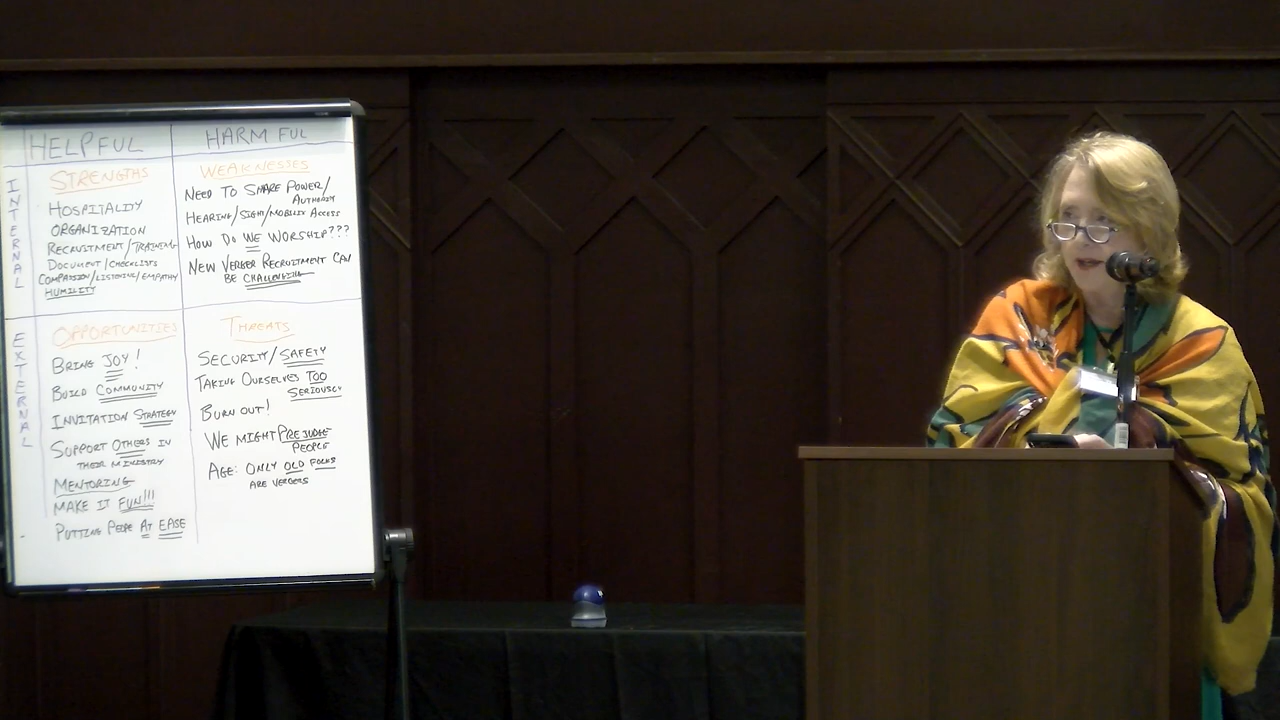 HELPFUL
HARMFUL
INTERNAL
STRENGTHS
HOSPITALITY
ORGANIZATION
RECRUITMENT/TRAINING
DOCUMENT/CHECKLISTS
COMPASSION/LISTENING/EMPATHY
HUMILITY
WEAKNESSES
NEED TO SHARE POWER/
AUTHORITY
HEARING/SIGHT/MOBILITY ACCESS
HOW DO WE WORSHIP???
NEW VERGER RECRUITMENT CAN
BE CHALLENGING
EXTERNAL
OPPORTUNITIES
BRING JOY!
BUILD COMMUNITY
INVITATION STRATEGY
SUPPORT OTHERS IN
THEIR MINISTRY
MENTORING
MAKE IT FUN!!!
PUTTING PEOPLE AT EASE
THREATS
SECURITY/SAFETY
TAKING OURSELVES TOO
SERIOUSLY
BURN OUT!
WE MIGHT PREJUDGE
PEOPLE
AGE: ONLY OLD FOLKS
ARE VERGERS